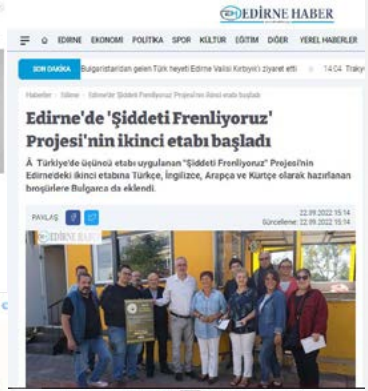 EDİRNE HABER
EDİRNE EKONOMİ POLİTİKA SPOR KÜLTÜR EĞİTİM DİĞER YEREL HABERLER
SON DAKİKA Bulgaristan'dan gelen Türk heyeti Edirne Valisi Kırbıyık'ı ziyaret etti 14:04 Traky
Haberler Edirne Edirne'de 'Şiddeti Frenliyoruz' Projesi'nin ikinci etabı başladı
Edirne'de 'Şiddeti Frenliyoruz'
Projesi'nin ikinci etabı başladı
Â Türkiye'de üçüncü etabı uygulanan "Şiddeti Frenliyoruz" Projesi'nin
Edirnedeki ikinci etabına Türkçe, İngilizce, Arapça ve Kürtçe olarak hazırlanan
broşürlere Bulgarca da eklendi.
PAYLAŞ
22.09.2022 15:14
Güncelleme: 22.09.2022 15:14
EDİRNE HABER